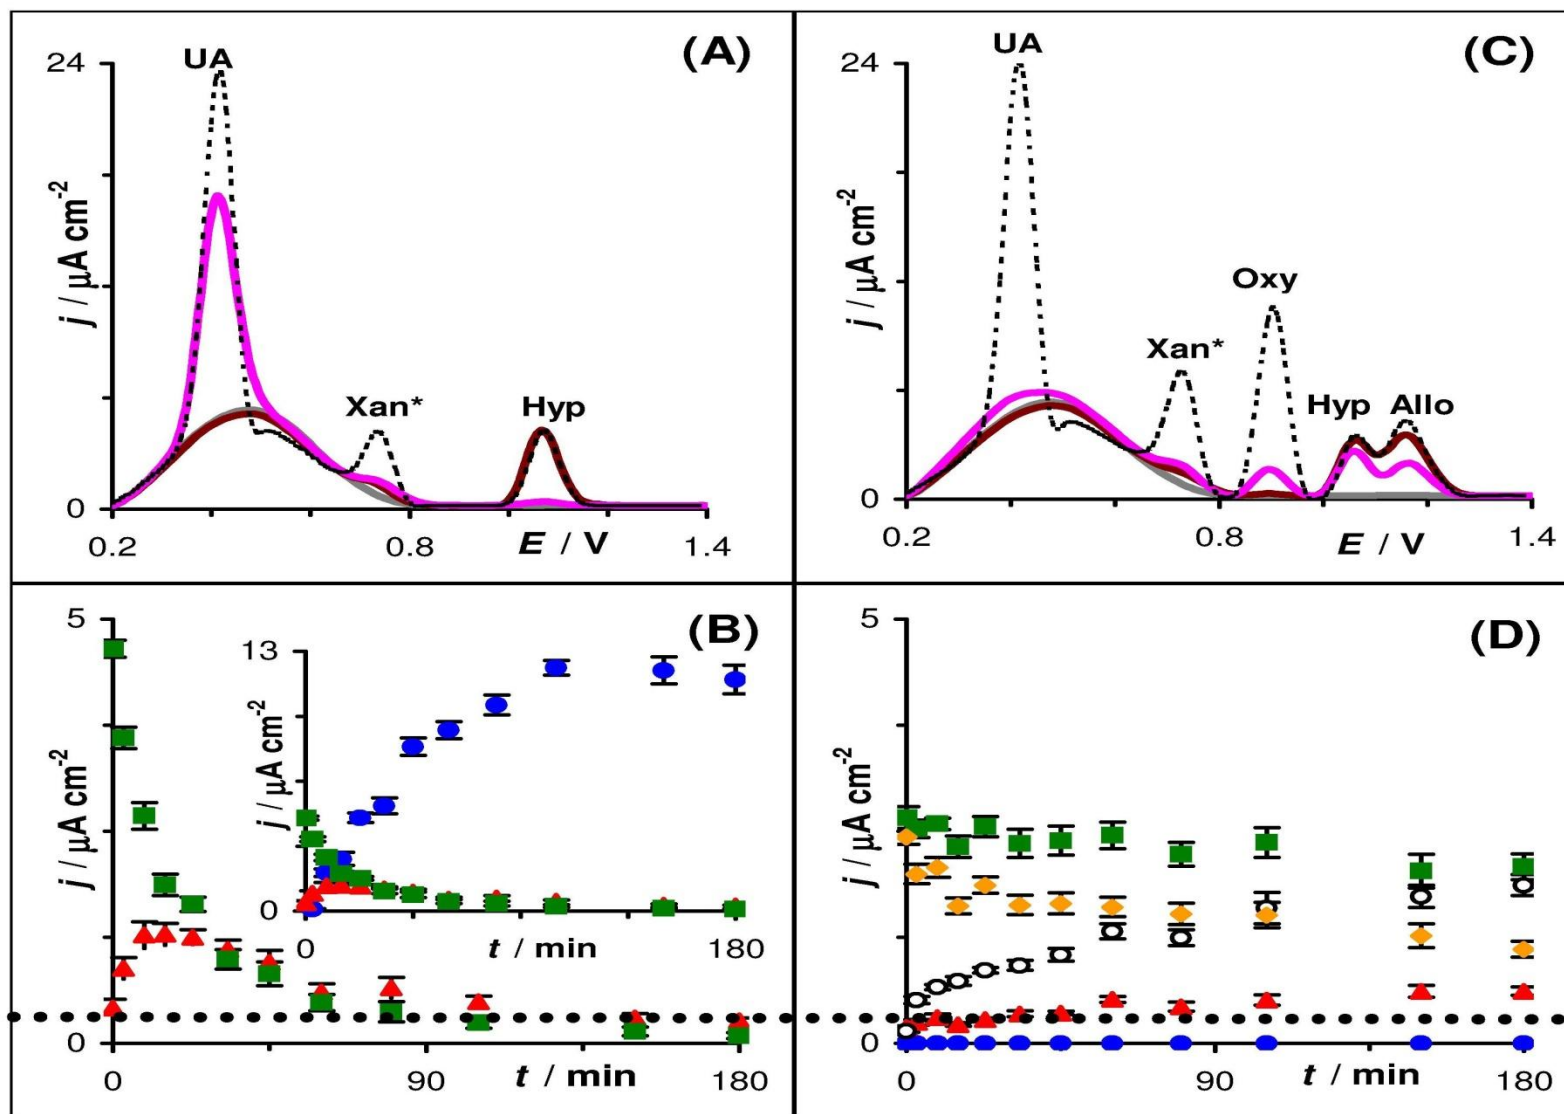 (A)
UA
24
Xan*
Hyp
j / µA cm-2
0
0.2
0.8
E / V
1.4
(C)
UA
24
Oxy
Xan*
Hyp
Allo
j / µA cm-2
0
0.2
0.8
E / V
1.4
(B)
5
13
j / µA cm-2
0
0
t / min
180
j / µA cm-2
0
0
90
t / min
180
(D)
5
j / µA cm-2
0
0
90
t / min
180